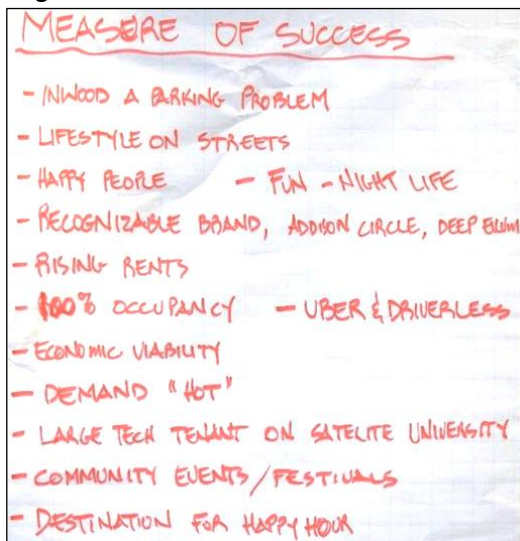 MEASURE OF SUCCESS
- INWOOD A PARKING PROBLEM
- LIFESTYLE ON STREETS
- HAPPY PEOPLE - FUN - NIGHT LIFE
- RECOGNIZABLE BRAND, ADDISON CIRCLE, DEEP ELLUM
- RISING RENTS
- 100% OCCUPANCY - UBER & DRIVERLESS
- ECONOMIC VIABILITY
- DEMAND "HOT"
- LARGE TECH TENANT ON SATELITE UNIVERSITY
- COMMUNITY EVENTS/FESTIVALS
- DESTINATION FOR HAPPY HOUR